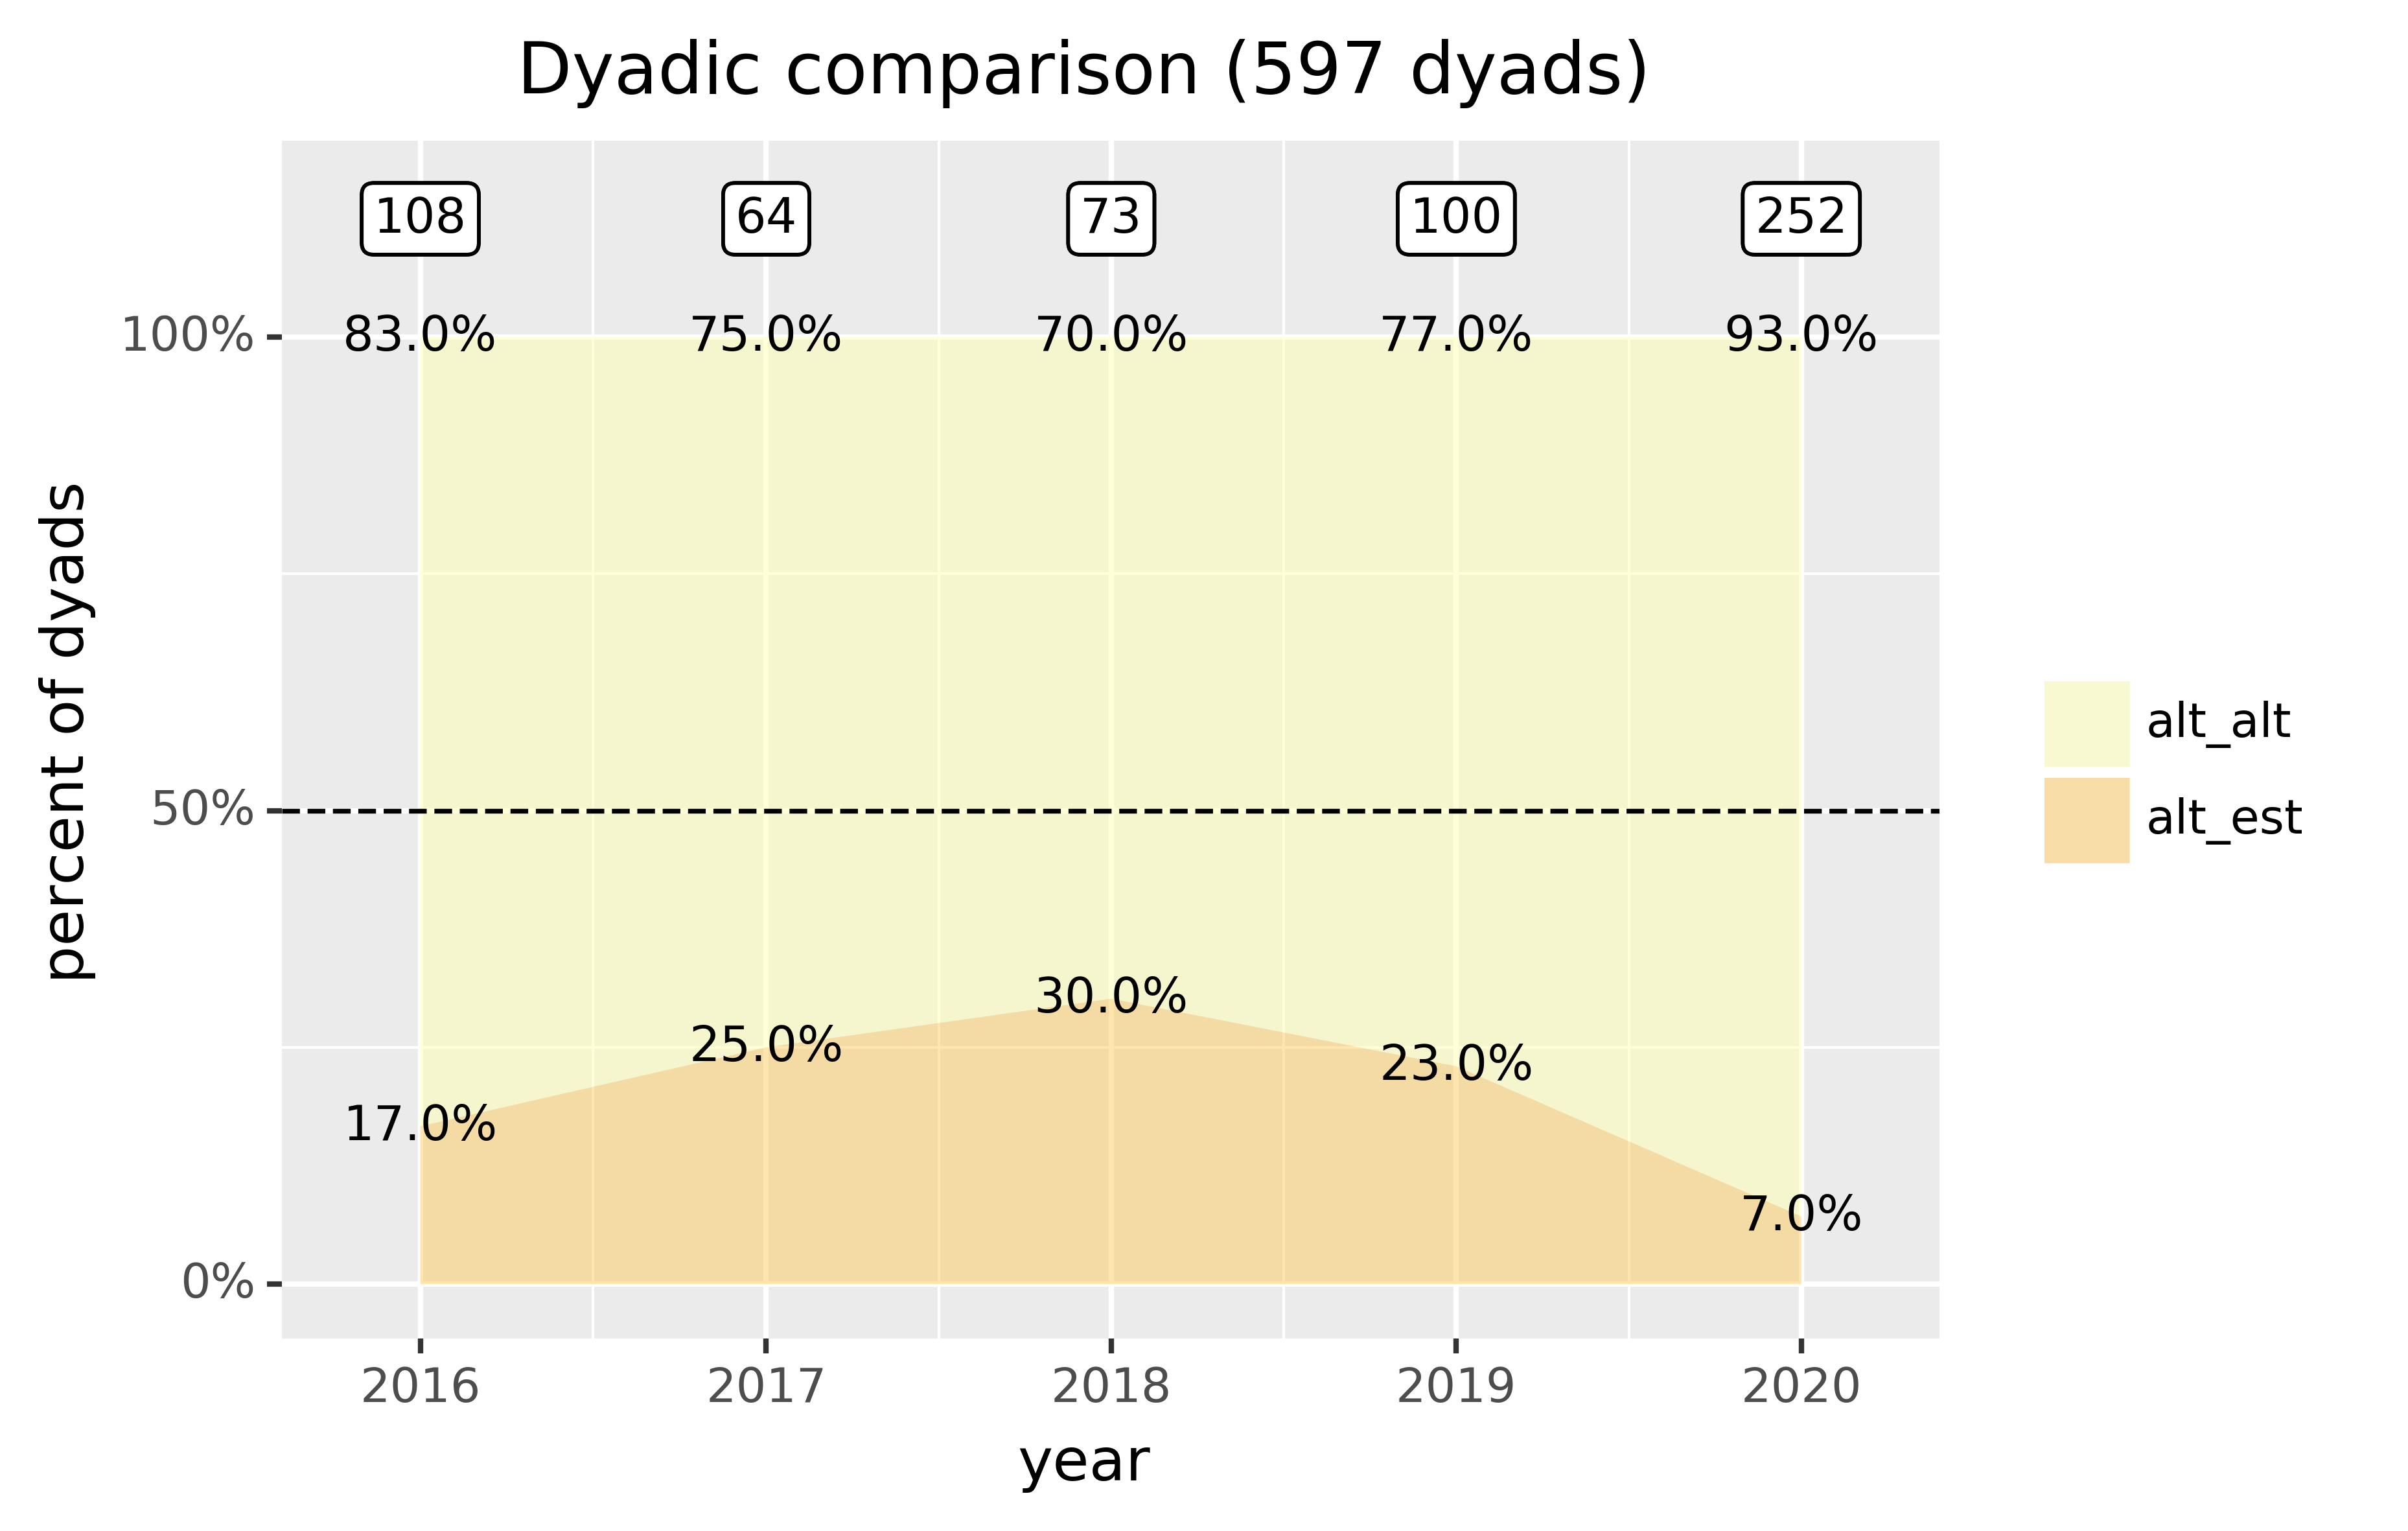 Dyadic comparison (597 dyads)
108 64 73 100 252
100% 83.0% 75.0% 70.0% 77.0% 93.0%
percent of dyads
alt_alt
50%
alt_est
30.0%
25.0%
23.0%
17.0%
7.0%
0%
2016 2017 2018 2019 2020
year